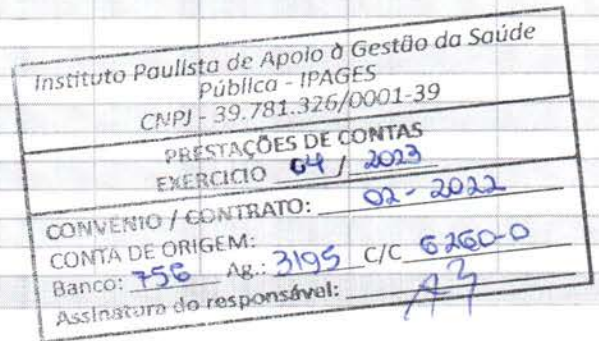 Instituto Paulista de Apoio à Gestão da Saúde
Pública - IPAGES
CNPJ - 39.781.326/0001-39
PRESTAÇÕES DE CONTAS
EXERCICIO 04 / 2023
CONVENIO / CONTRATO: 02 - 2022
CONTA DE ORIGEM:
Banco: 756 Ag.: 3195 C/C 6260-0
Assinatura do responsável: